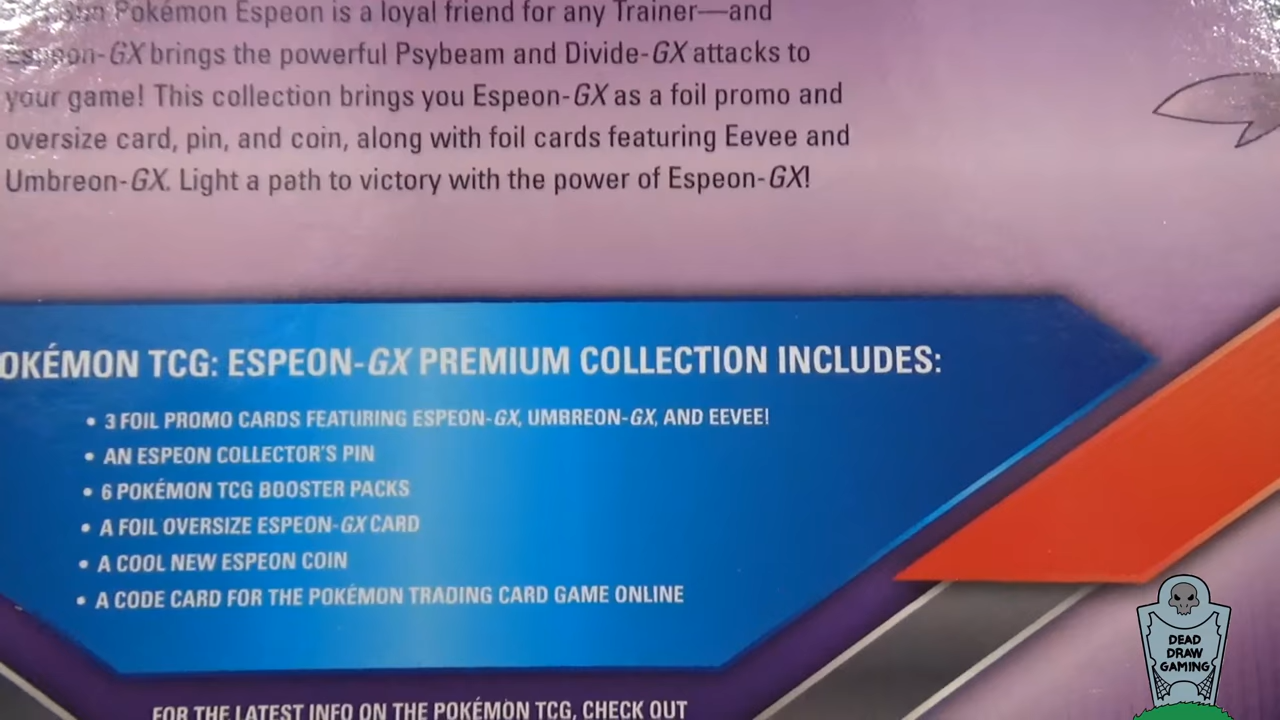 Pokémon Espeon is a loyal friend for any Trainer—and
Espeon-GX brings the powerful Psybeam and Divide-GX attacks to
your game! This collection brings you Espeon-GX as a foil promo and
oversize card, pin, and coin, along with foil cards featuring Eevee and
Umbreon-GX. Light a path to victory with the power of Espeon-GX!
OKÉMON TCG: ESPEON-GX PREMIUM COLLECTION INCLUDES:
• 3 FOIL PROMO CARDS FEATURING ESPEON-GX, UMBREON-GX, AND EEVEE!
• AN ESPEON COLLECTOR'S PIN
• 6 POKÉMON TCG BOOSTER PACKS
• A FOIL OVERSIZE ESPEON-GX CARD
• A COOL NEW ESPEON COIN
• A CODE CARD FOR THE POKÉMON TRADING CARD GAME ONLINE
FOR THE LATEST INFO ON THE POKÉMON TCG, CHECK OUT
DEAD
DRAW
GAMING